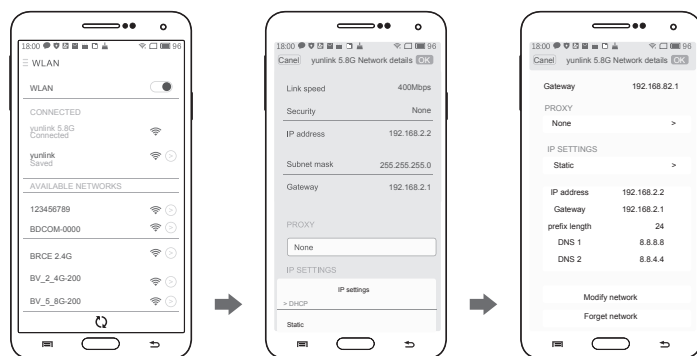 18:00 96
WLAN
WLAN
CONNECTED
yunlink 5.8G
Connected
yunlink
Saved
AVAILABLE NETWORKS
123456789
BDCOM-0000
BRCE 2.4G
BV_2_4G-200
BV_5_8G-200
18:00 96
Canel yunlink 5.8G Network details OK
Link speed 400Mbps
Security None
IP address 192.168.2.2
Subnet mask 255.255.255.0
Gateway 192.168.2.1
PROXY
None
IP SETTINGS
IP settings
> DHCP
Static
18:00 96
Canel yunlink 5.8G Network details OK
Gateway 192.168.82.1
PROXY
None >
IP SETTINGS
Static >
IP address 192.168.2.2
Gateway 192.168.2.1
prefix length 24
DNS 1 8.8.8.8
DNS 2 8.8.4.4
Modify network
Forget network